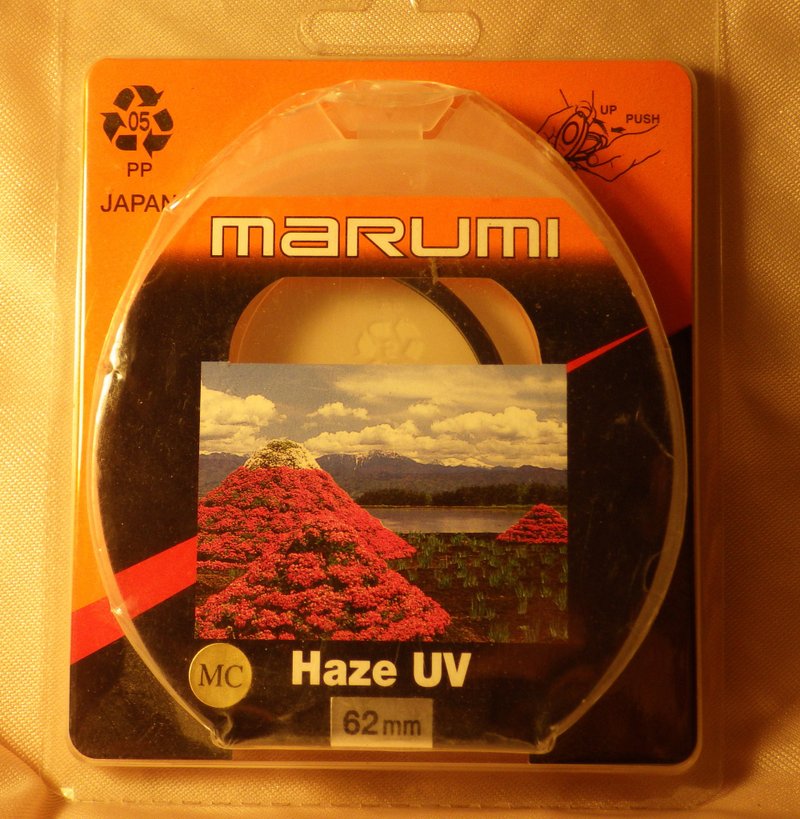 05
PP
JAPAN
UP
PUSH
MARUMI
MC
Haze UV
62mm